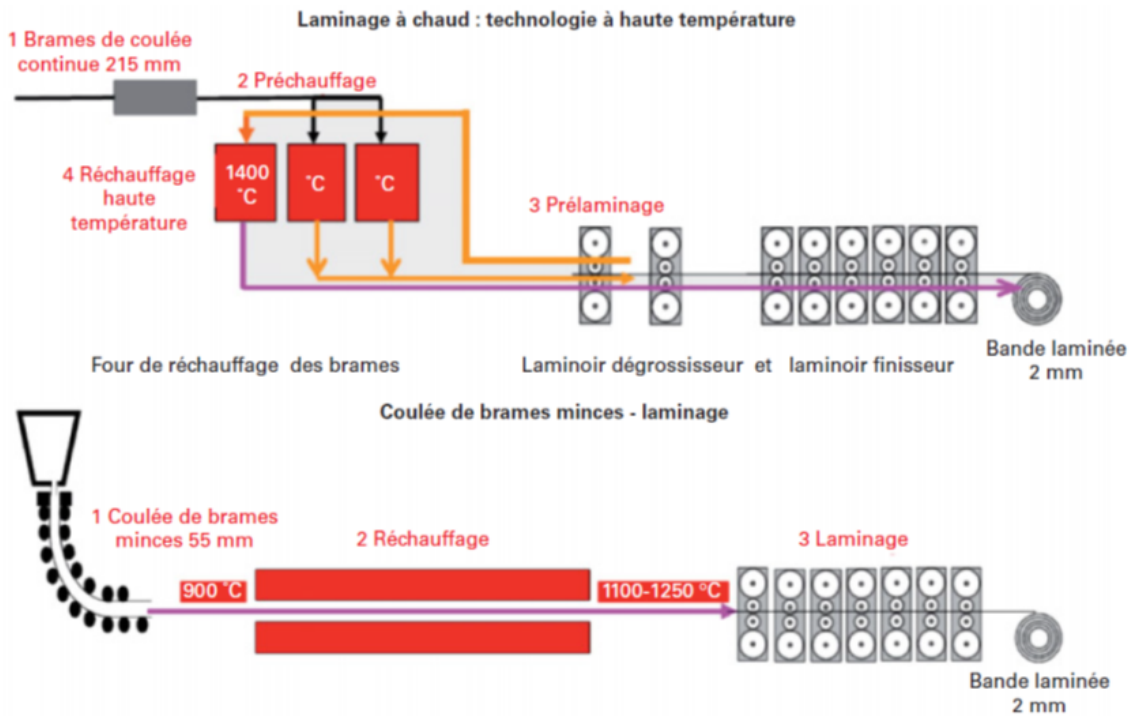 Laminage à chaud : technologie à haute température
1 Brames de coulée
continue 215 mm
2 Préchauffage
4 Réchauffage
haute
température
1400
°C
°C
°C
3 Prélaminage
Four de réchauffage des brames
Laminoir dégrossisseur et laminoir finisseur
Bande laminée
2 mm
Coulée de brames minces - laminage
1 Coulée de brames
minces 55 mm
2 Réchauffage
3 Laminage
900 °C
1100-1250 °C
Bande laminée
2 mm